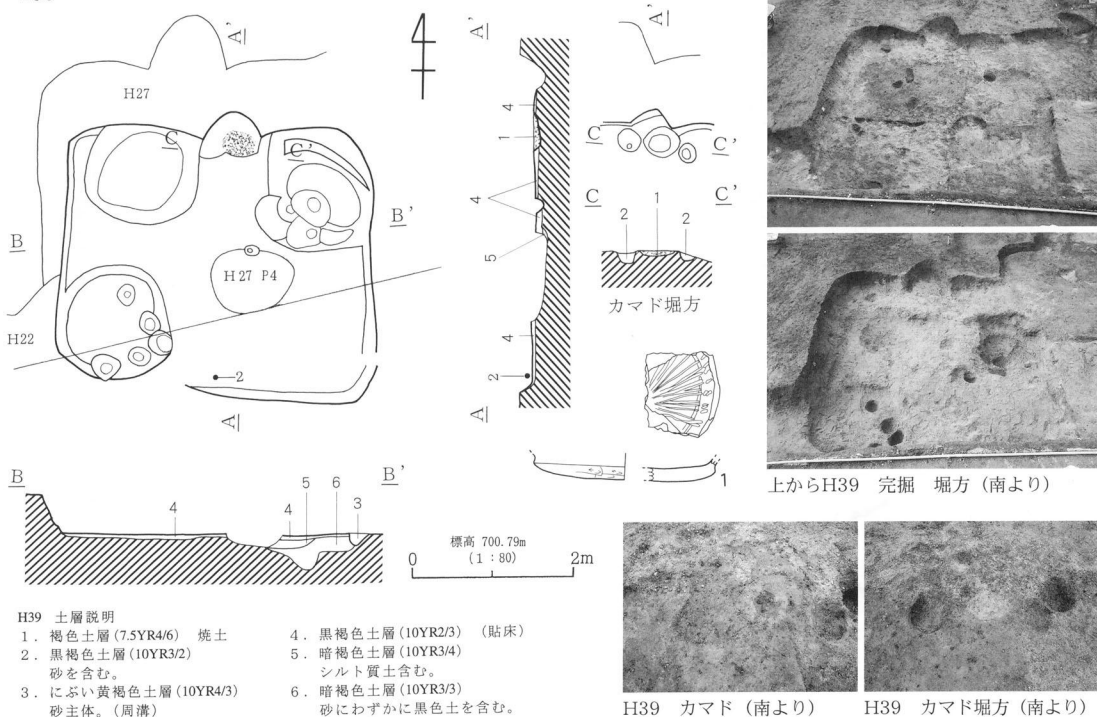 A'
H27
C
C'
B
B'
H27 P4
H22
2
A
A'
4
1
4
5
4
2
A
A'
C
C'
C
C'
2
1
2
カマド堀方
1
B
B'
4
4
5
6
3
標高 700.79m
(1:80)
0
2m
H39 土層説明
1. 褐色土層(7.5YR4/6) 焼土
2. 黒褐色土層(10YR3/2)
砂を含む。
3. にぶい黄褐色土層(10YR4/3)
砂主体。(周溝)
4. 黒褐色土層(10YR2/3) (貼床)
5. 暗褐色土層(10YR3/4)
シルト質土含む。
6. 暗褐色土層(10YR3/3)
砂にわずかに黒色土を含む。
上からH39 完掘 堀方(南より)
H39 カマド(南より)
H39 カマド堀方(南より)